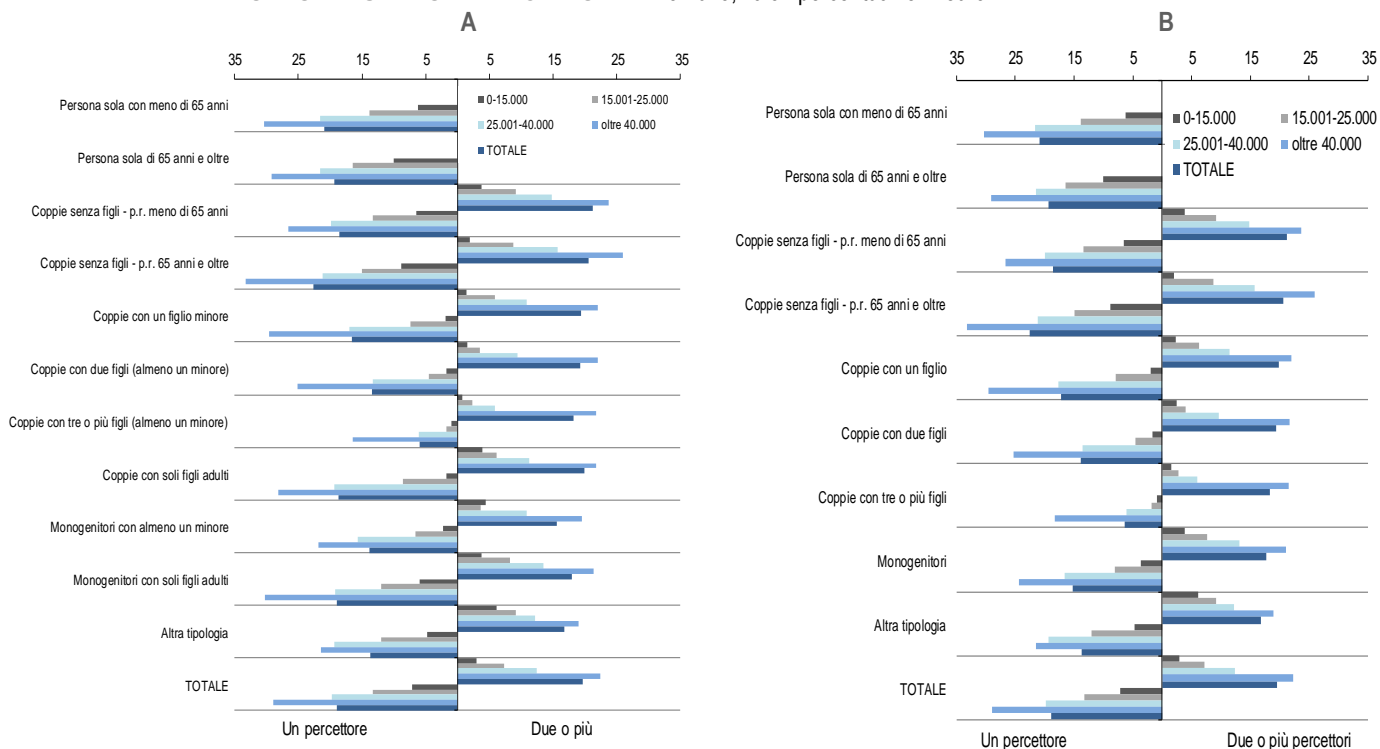 A
35 25 15 5 5 15 25 35
0-15.000 15.001-25.000
25.001-40.000 oltre 40.000
TOTALE
Persona sola con meno di 65 anni
Persona sola di 65 anni e oltre
Coppie senza figli - p.r. meno di 65 anni
Coppie senza figli - p.r. 65 anni e oltre
Coppie con un figlio minore
Coppie con due figli (almeno un minore)
Coppie con tre o più figli (almeno un minore)
Coppie con soli figli adulti
Monogenitori con almeno un minore
Monogenitori con soli figli adulti
Altra tipologia
TOTALE
Un percettore Due o più
B
35 25 15 5 5 15 25 35
0-15.000 15.001-25.000
25.001-40.000 oltre 40.000
TOTALE
Persona sola con meno di 65 anni
Persona sola di 65 anni e oltre
Coppie senza figli - p.r. meno di 65 anni
Coppie senza figli - p.r. 65 anni e oltre
Coppie con un figlio
Coppie con due figli
Coppie con tre o più figli
Monogenitori
Altra tipologia
TOTALE
Un percettore Due o più percettori